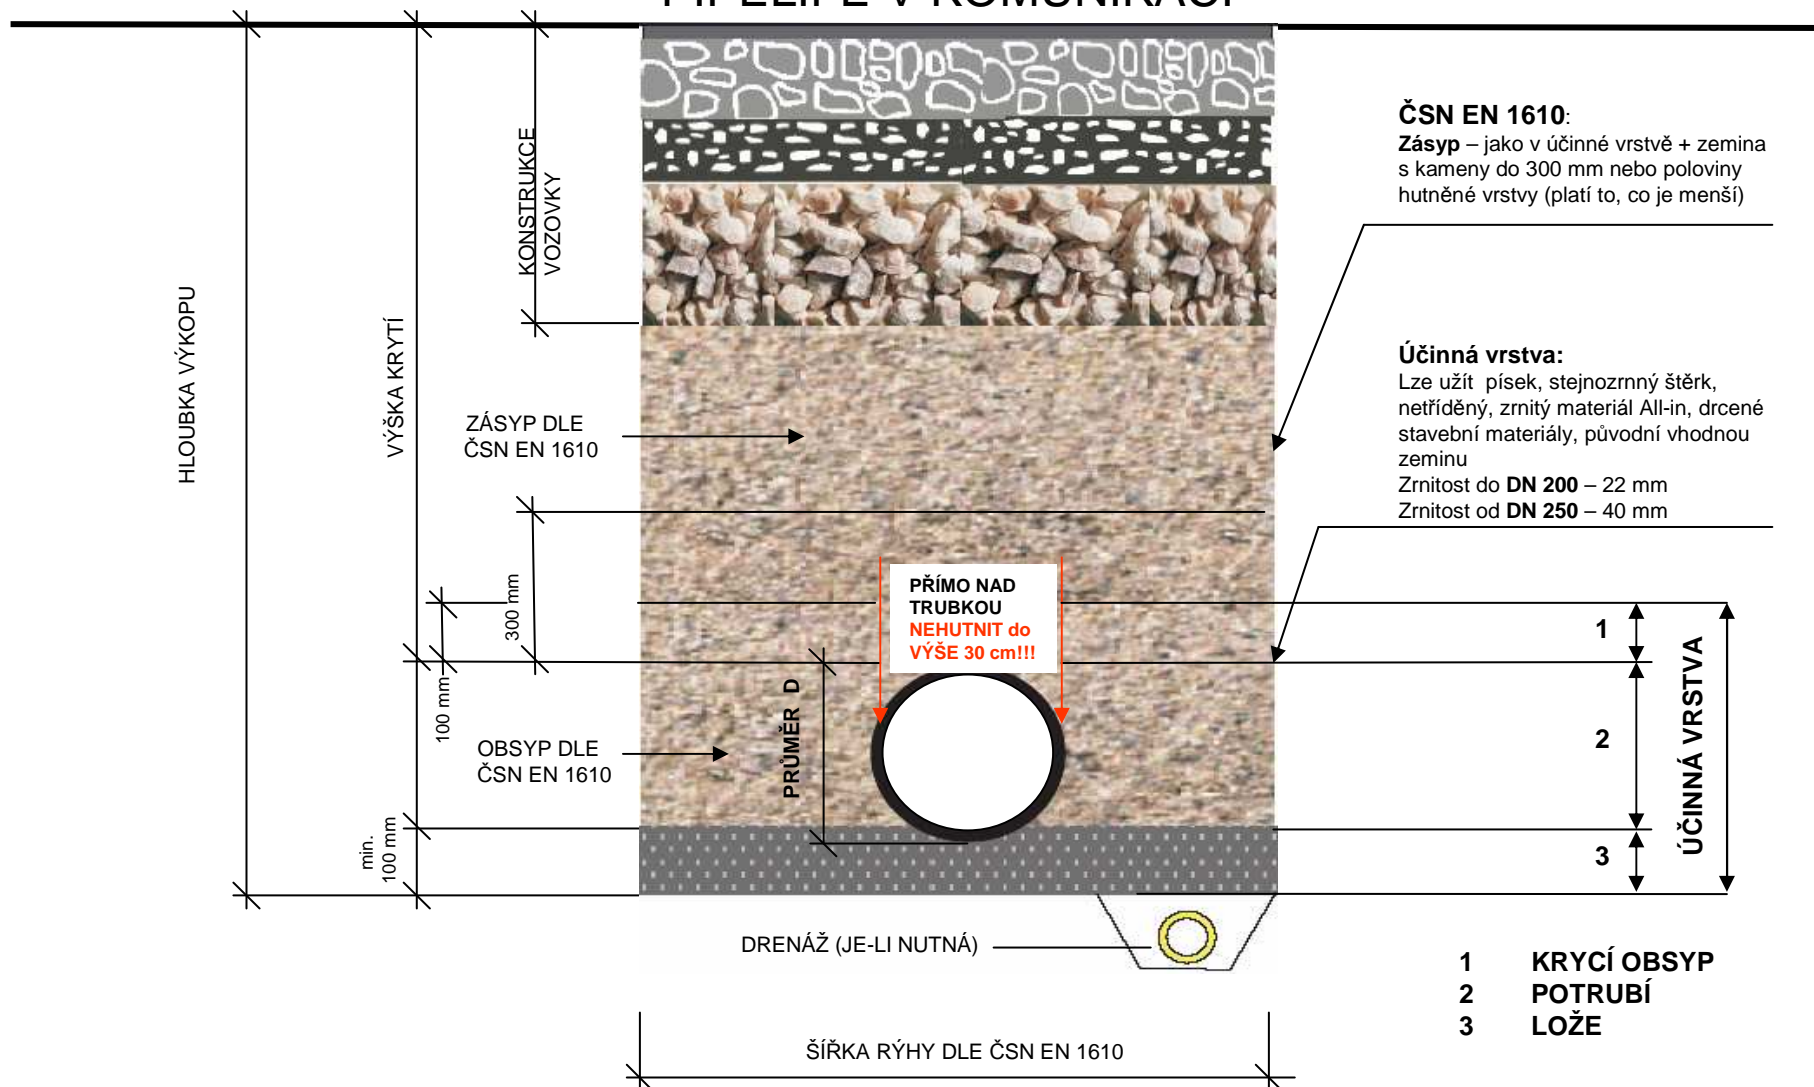 PIPELIFE V KOMUNIKACI
KONSTRUKCE
VOZOVKY
HLOUBKA VÝKOPU
VÝŠKA KRYTÍ
ZÁSYP DLE
ČSN EN 1610
300 mm
100 mm
OBSYP DLE
ČSN EN 1610
min.
100 mm
PRŮMĚR D
PŘÍMO NAD
TRUBKOU
NEHUTNIT do
VÝŠE 30 cm!!!
ČSN EN 1610:
Zásyp – jako v účinné vrstvě + zemina
s kameny do 300 mm nebo poloviny
hutněné vrstvy (platí to, co je menší)
Účinná vrstva:
Lze užít písek, stejnozrnný štěrk,
netříděný, zrnitý materiál All-in, drcené
stavební materiály, původní vhodnou
zeminu
Zrnitost do DN 200 – 22 mm
Zrnitost od DN 250 – 40 mm
1
2
3
ÚČINNÁ VRSTVA
DRENÁŽ (JE-LI NUTNÁ)
1 KRYCÍ OBSYP
2 POTRUBÍ
3 LOŽE
ŠÍŘKA RÝHY DLE ČSN EN 1610